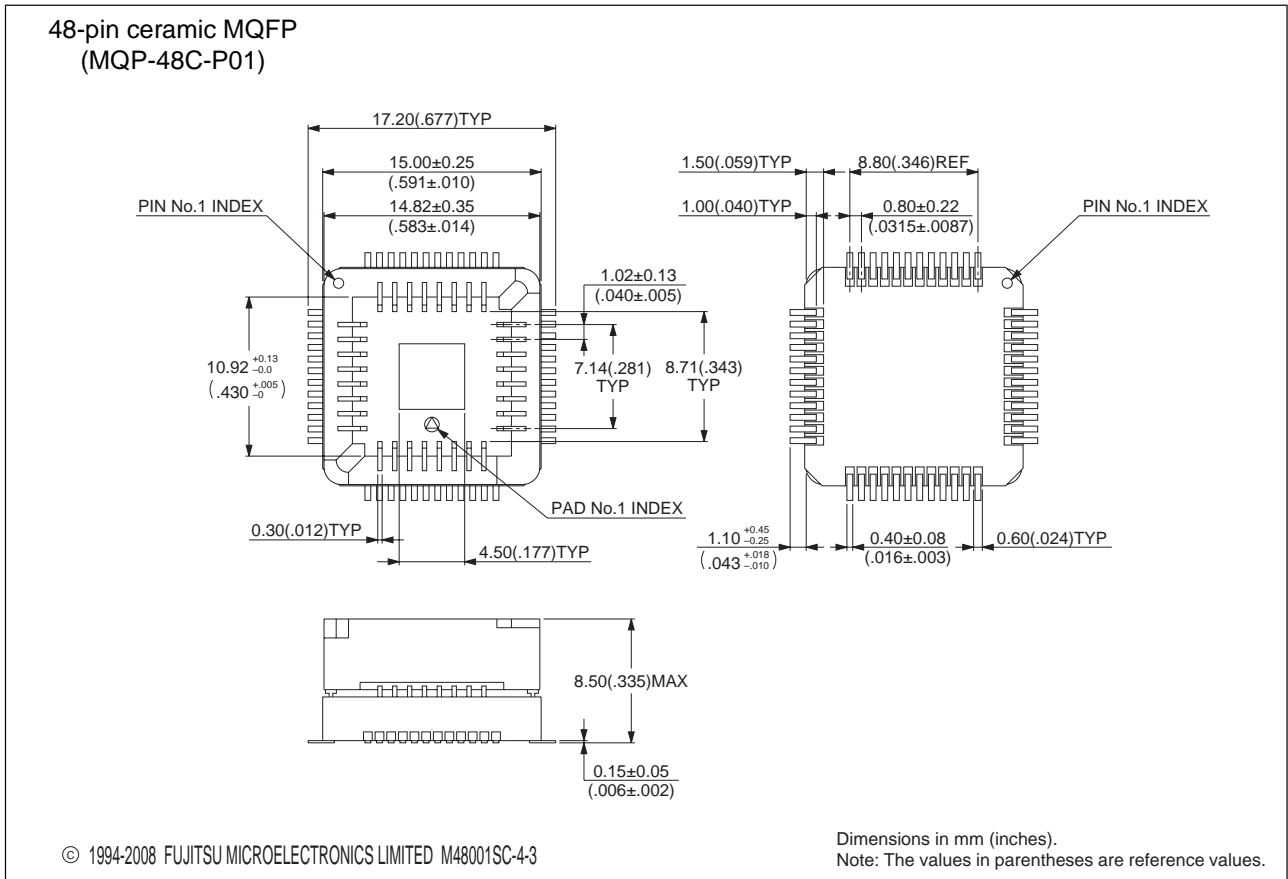 48-pin ceramic MQFP
(MQP-48C-P01)
17.20(.677)TYP
15.00±0.25
(.591±.010)
14.82±0.35
(.583±.014)
PIN No.1 INDEX
1.02±0.13
(.040±.005)
10.92 +0.13 −0.0
(.430 +.005 −0)
7.14(.281)
TYP
8.71(.343)
TYP
PAD No.1 INDEX
0.30(.012)TYP
4.50(.177)TYP
1.50(.059)TYP
8.80(.346)REF
1.00(.040)TYP
0.80±0.22
(.0315±.0087)
PIN No.1 INDEX
1.10 +0.45 −0.25
(.043 +.018 −.010)
0.40±0.08
(.016±.003)
0.60(.024)TYP
8.50(.335)MAX
0.15±0.05
(.006±.002)
© 1994-2008 FUJITSU MICROELECTRONICS LIMITED M48001SC-4-3
Dimensions in mm (inches).
Note: The values in parentheses are reference values.